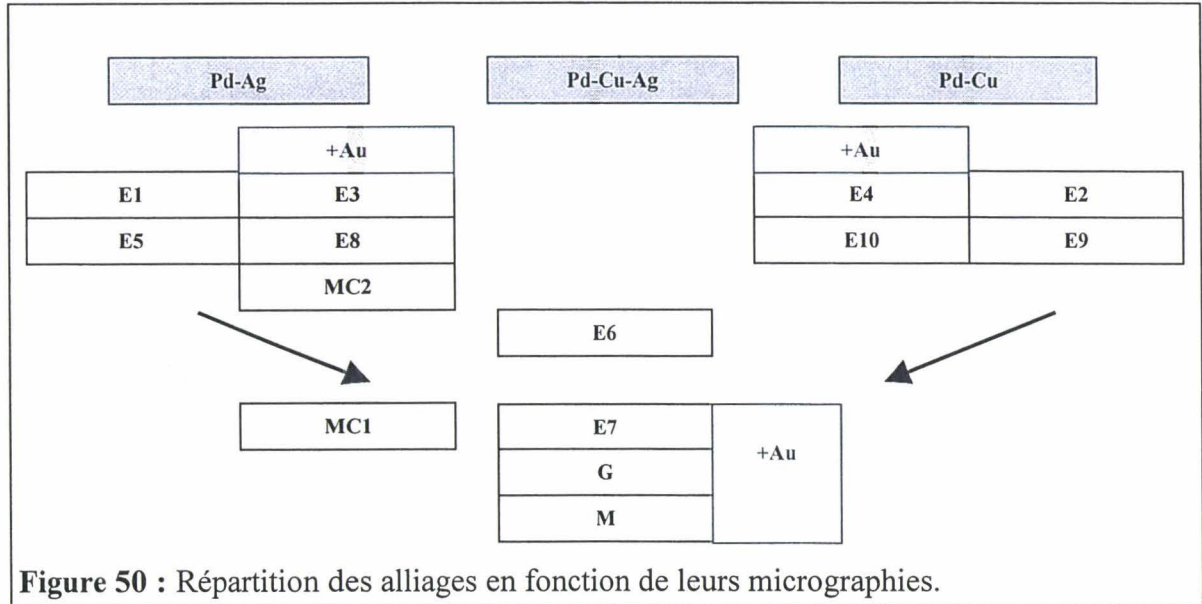 Pd-Ag Pd-Cu-Ag Pd-Cu
+Au +Au
E1 E3 E4 E2
E5 E8 E10 E9
MC2
E6
MC1 E7
+Au
G
M
Figure 50 : Répartition des alliages en fonction de leurs micrographies.